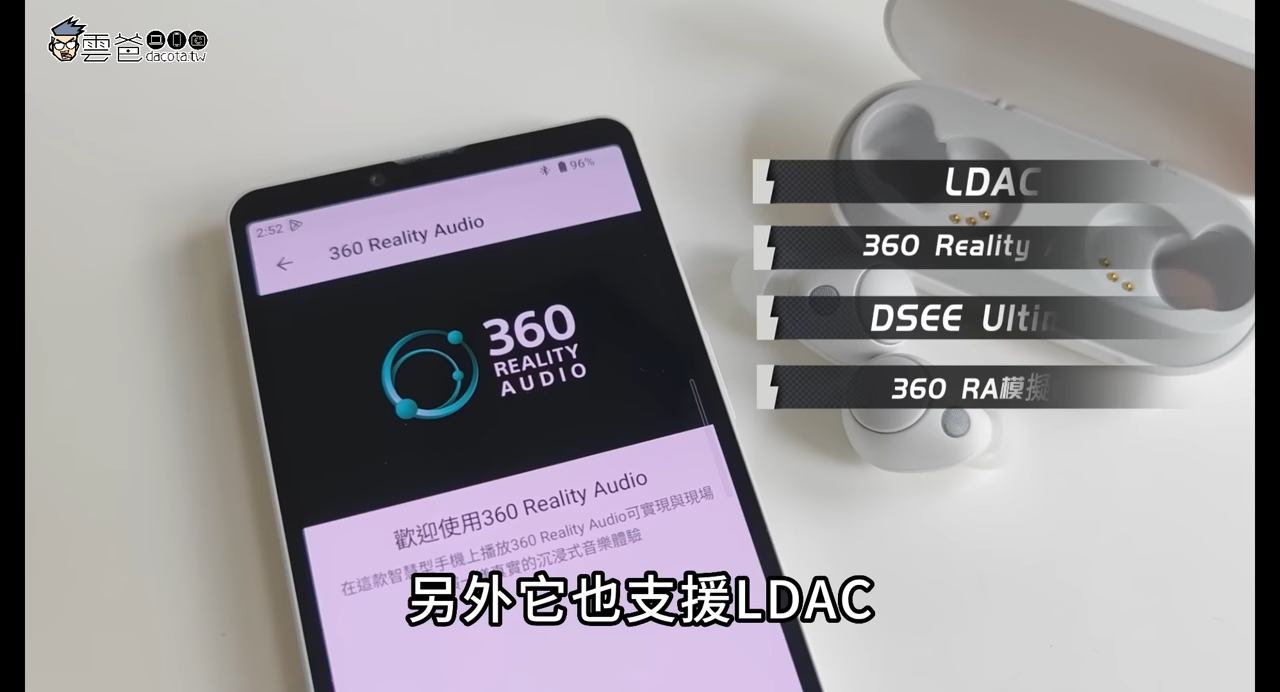 雲爸
dacota.tw
2:52
96%
360 Reality Audio
360
REALITY
AUDIO
歡迎使用360 Reality Audio
在這款智慧型手機上播放360 Reality Audio可實現與現場
真實的沉浸式音樂體驗
LDAC
360 Reality
DSEE Ultim
360 RA模擬
另外它也支援LDAC